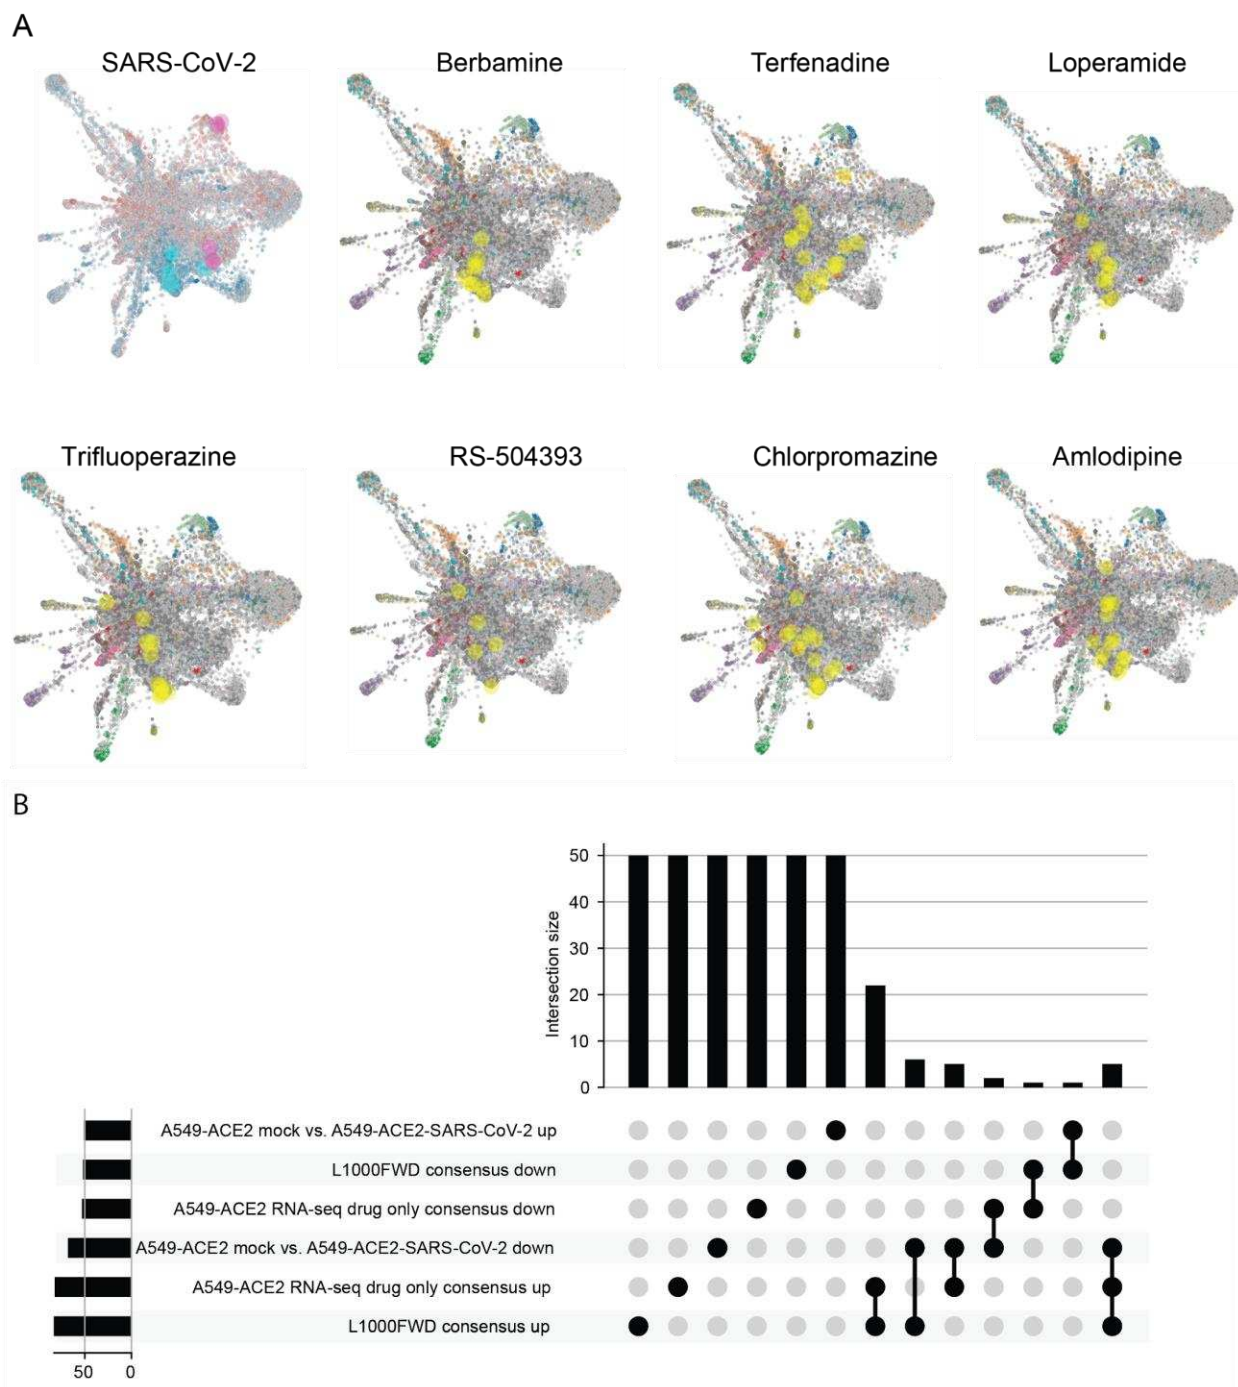 A
SARS-CoV-2
Berbamine
Terfenadine
Loperamide
Trifluoperazine
RS-504393
Chlorpromazine
Amlodipine
B
50
40
30
20
10
0
Intersection size
A549-ACE2 mock vs. A549-ACE2-SARS-CoV-2 up
L1000FWD consensus down
A549-ACE2 RNA-seq drug only consensus down
A549-ACE2 mock vs. A549-ACE2-SARS-CoV-2 down
A549-ACE2 RNA-seq drug only consensus up
L1000FWD consensus up
50 0